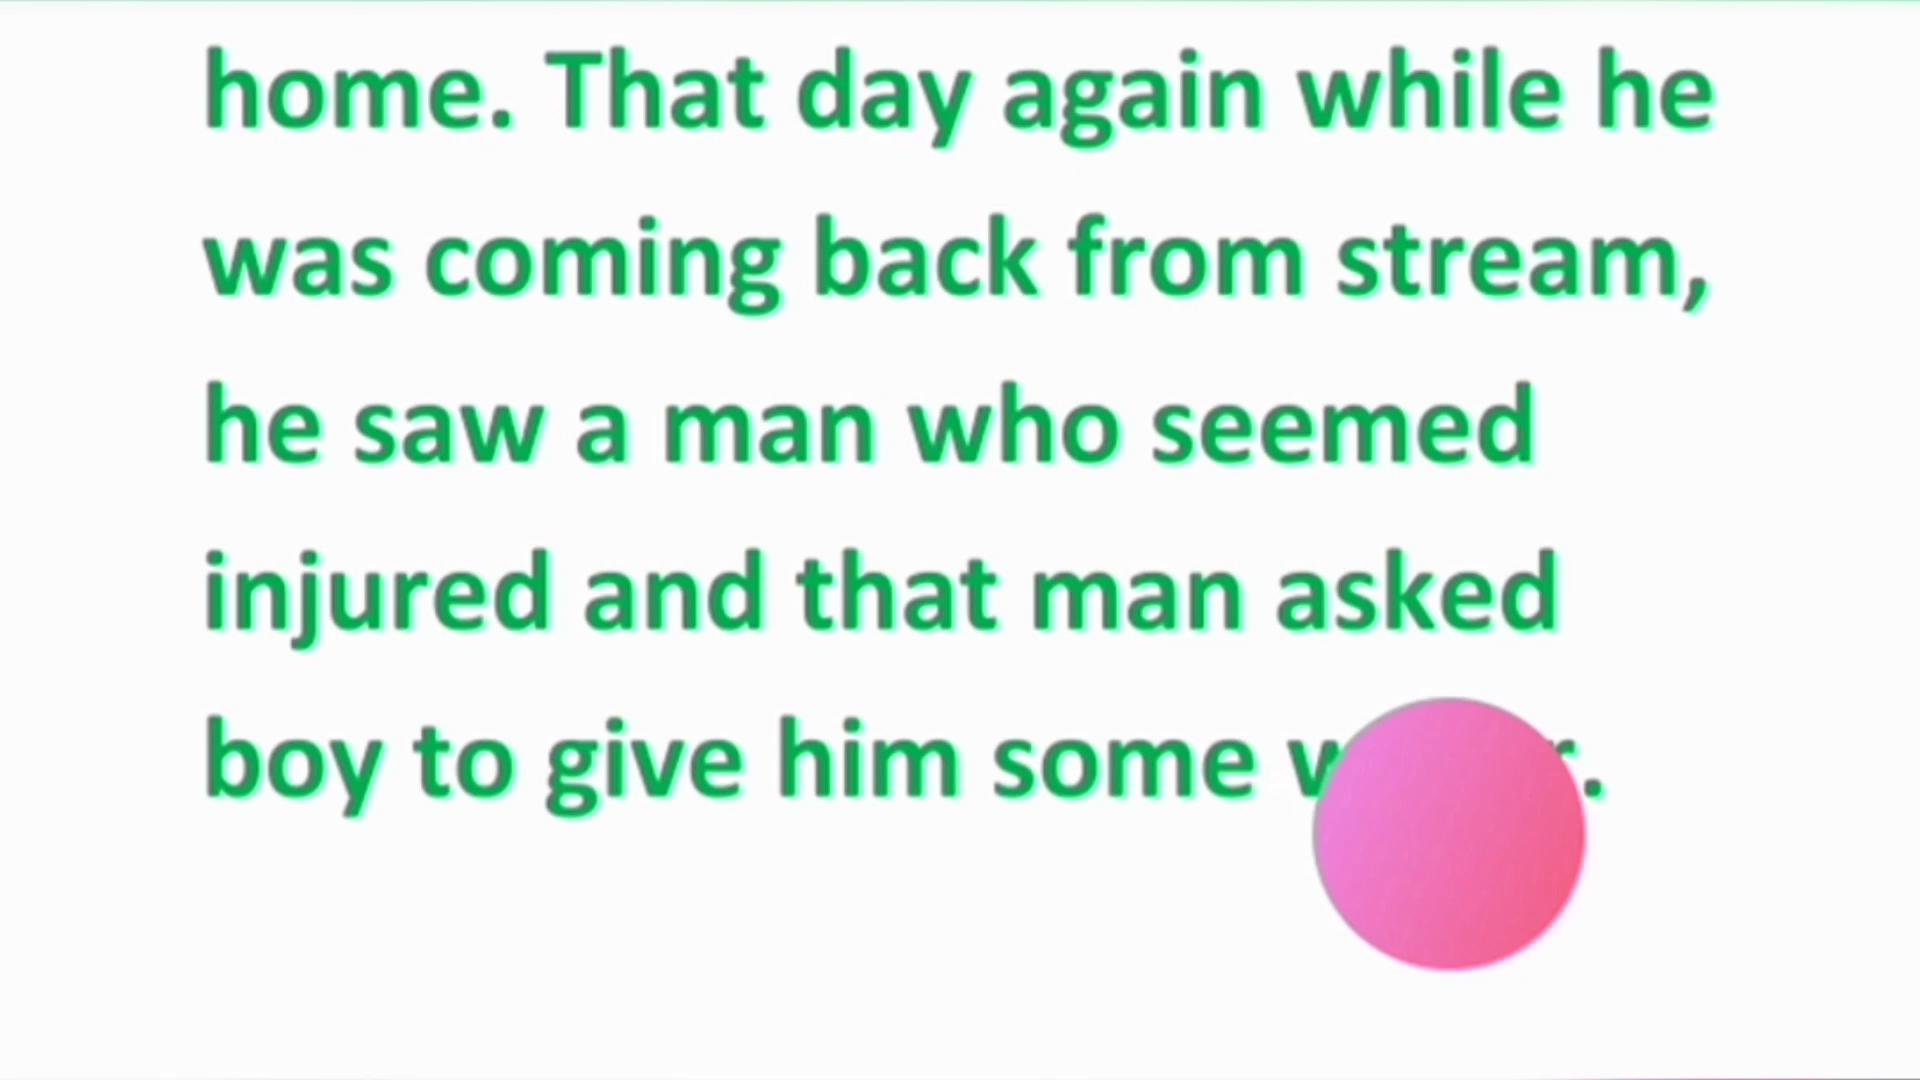 home. That day again while he
was coming back from stream,
he saw a man who seemed
injured and that man asked
boy to give him some